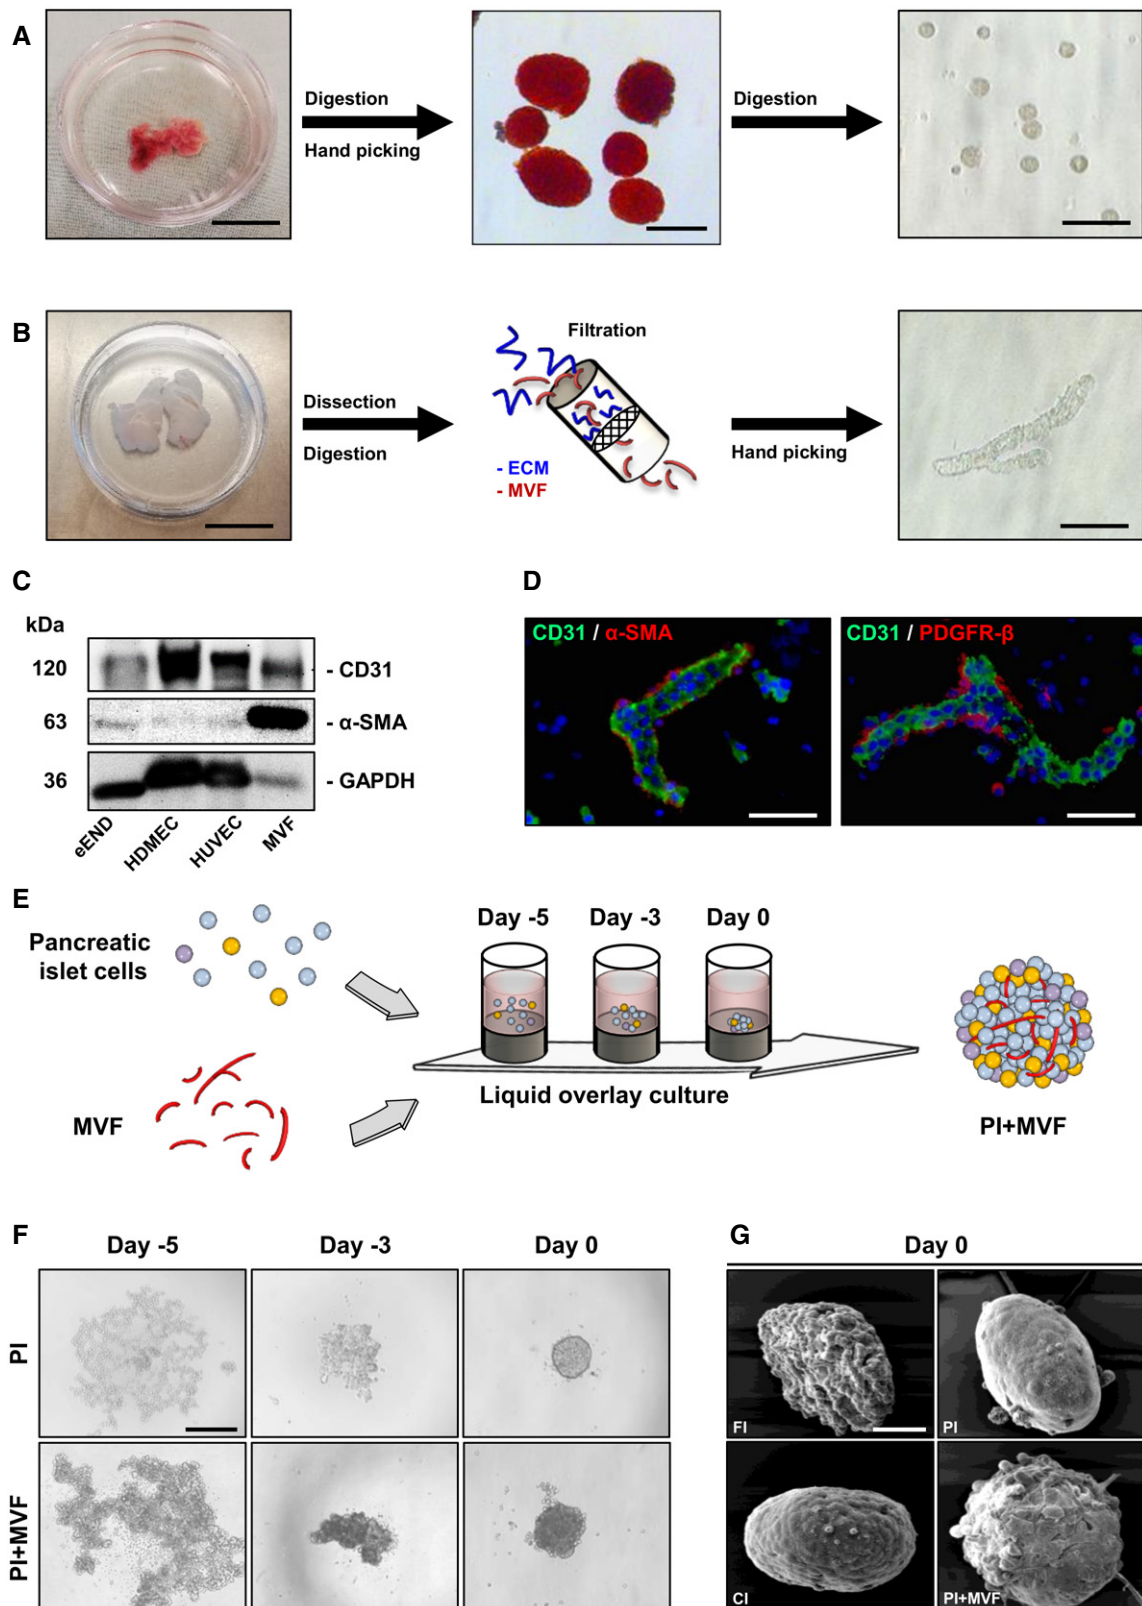 A
Digestion
Hand picking
Digestion
B
Dissection
Digestion
Filtration
- ECM
- MVF
Hand picking
C
kDa
120
- CD31
63
- α-SMA
36
- GAPDH
eEND
HDMEC
HUVEC
MVF
D
CD31 / α-SMA
CD31 / PDGFR-β
E
Pancreatic
islet cells
MVF
Day -5
Day -3
Day 0
Liquid overlay culture
PI+MVF
F
Day -5
Day -3
Day 0
PI
PI+MVF
G
Day 0
FI
PI
CI
PI+MVF